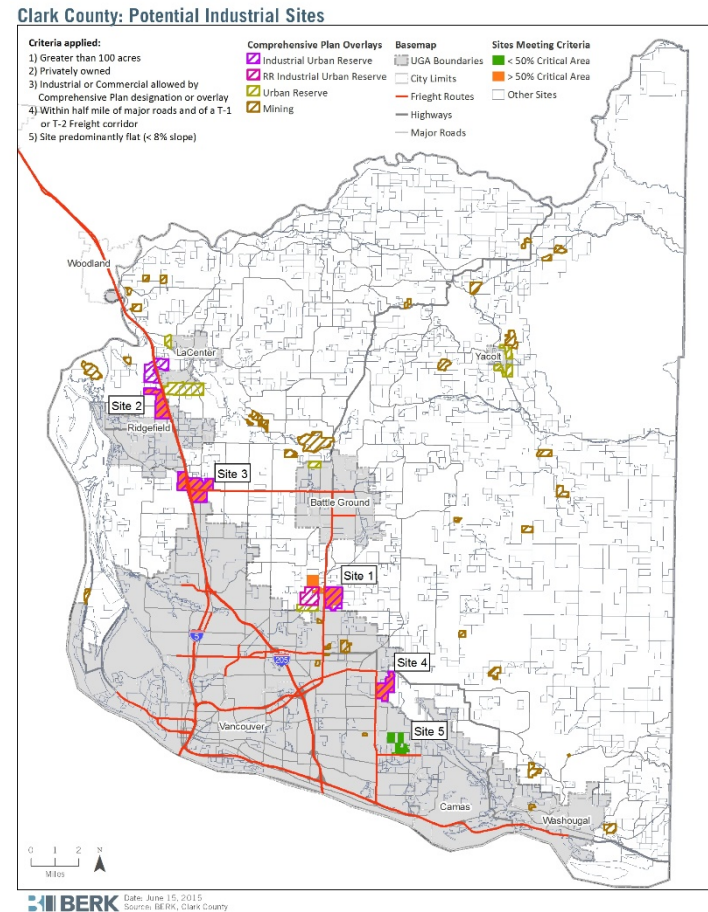 Clark County: Potential Industrial Sites
Criteria applied:
1) Greater than 100 acres
2) Privately owned
3) Industrial or Commercial allowed by
Comprehensive Plan designation or overlay
4) Within half mile of major roads and of a T-1
or T-2 Freight corridor
5) Site predominantly flat (< 8% slope)
Comprehensive Plan Overlays
Industrial Urban Reserve
RR Industrial Urban Reserve
Urban Reserve
Mining
Basemap
UGA Boundaries
City Limits
Frieght Routes
Highways
Major Roads
Sites Meeting Criteria
< 50% Critical Area
> 50% Critical Area
Other Sites
Woodland
LaCenter
Yacolt
Site 2
Ridgefield
Site 3
Battle Ground
Site 1
5
205
Site 4
Vancouver
Site 5
Camas
Washougal
0 1 2
Miles
N
BERK
Date: June 15, 2015
Source: BERK, Clark County